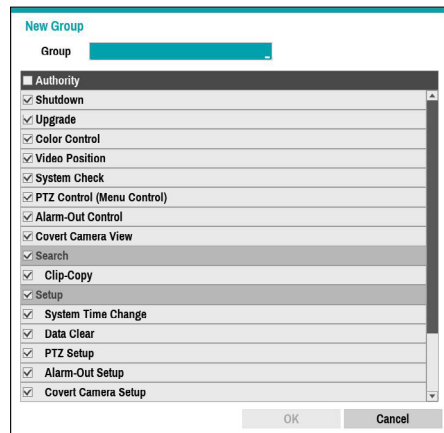 New Group
Group
Authority
Shutdown
Upgrade
Color Control
Video Position
System Check
PTZ Control (Menu Control)
Alarm-Out Control
Covert Camera View
Search
Clip-Copy
Setup
System Time Change
Data Clear
PTZ Setup
Alarm-Out Setup
Covert Camera Setup
OK Cancel